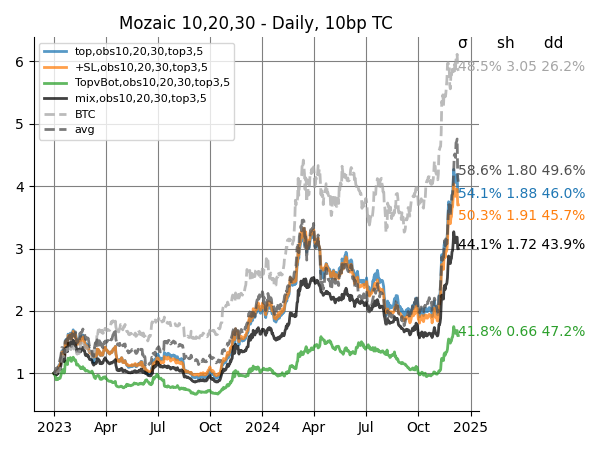 Mozaic 10,20,30 - Daily, 10bp TC
σ sh dd
top,obs10,20,30,top3,5
+SL,obs10,20,30,top3,5
TopvBot,obs10,20,30,top3,5
mix,obs10,20,30,top3,5
BTC
avg
48.5% 3.05 26.2%
58.6% 1.80 49.6%
54.1% 1.88 46.0%
50.3% 1.91 45.7%
44.1% 1.72 43.9%
41.8% 0.66 47.2%
6
5
4
3
2
1
2023 Apr Jul Oct 2024 Apr Jul Oct 2025